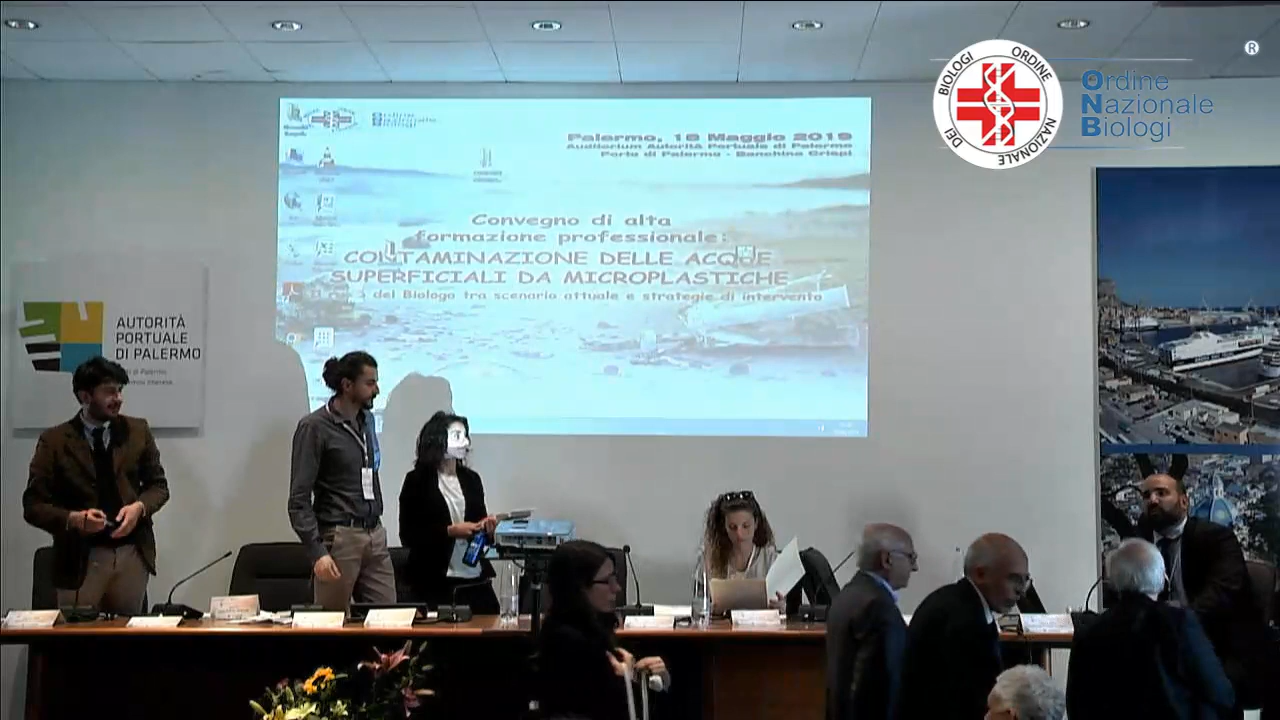 BIOLOGI
ORDINE
NAZIONALE
DEI
Ordine
Nazionale
Biologi
®
Palermo, 18 Maggio 2019
Auditorium Autorità Portuale di Palermo
Porto di Palermo - Banchina Crispi
Convegno di alta
formazione professionale:
CONTAMINAZIONE DELLE ACQUE
SUPERFICIALI DA MICROPLASTICHE
del Biologo tra scenario attuale e strategie di intervento
AUTORITÀ
PORTUALE
DI PALERMO
di Palermo